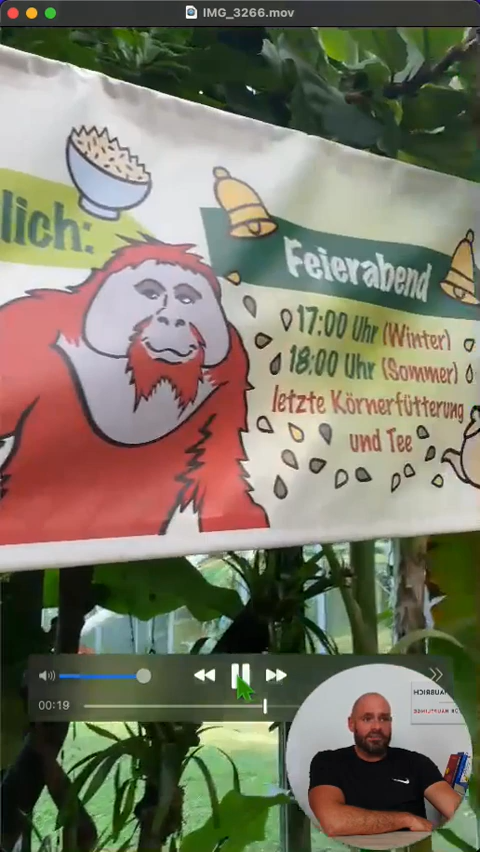 IMG_3266.mov
lich:
Feierabend
17:00 Uhr (Winter)
18:00 Uhr (Sommer)
letzte Körnerfütterung
und Tee
00:19